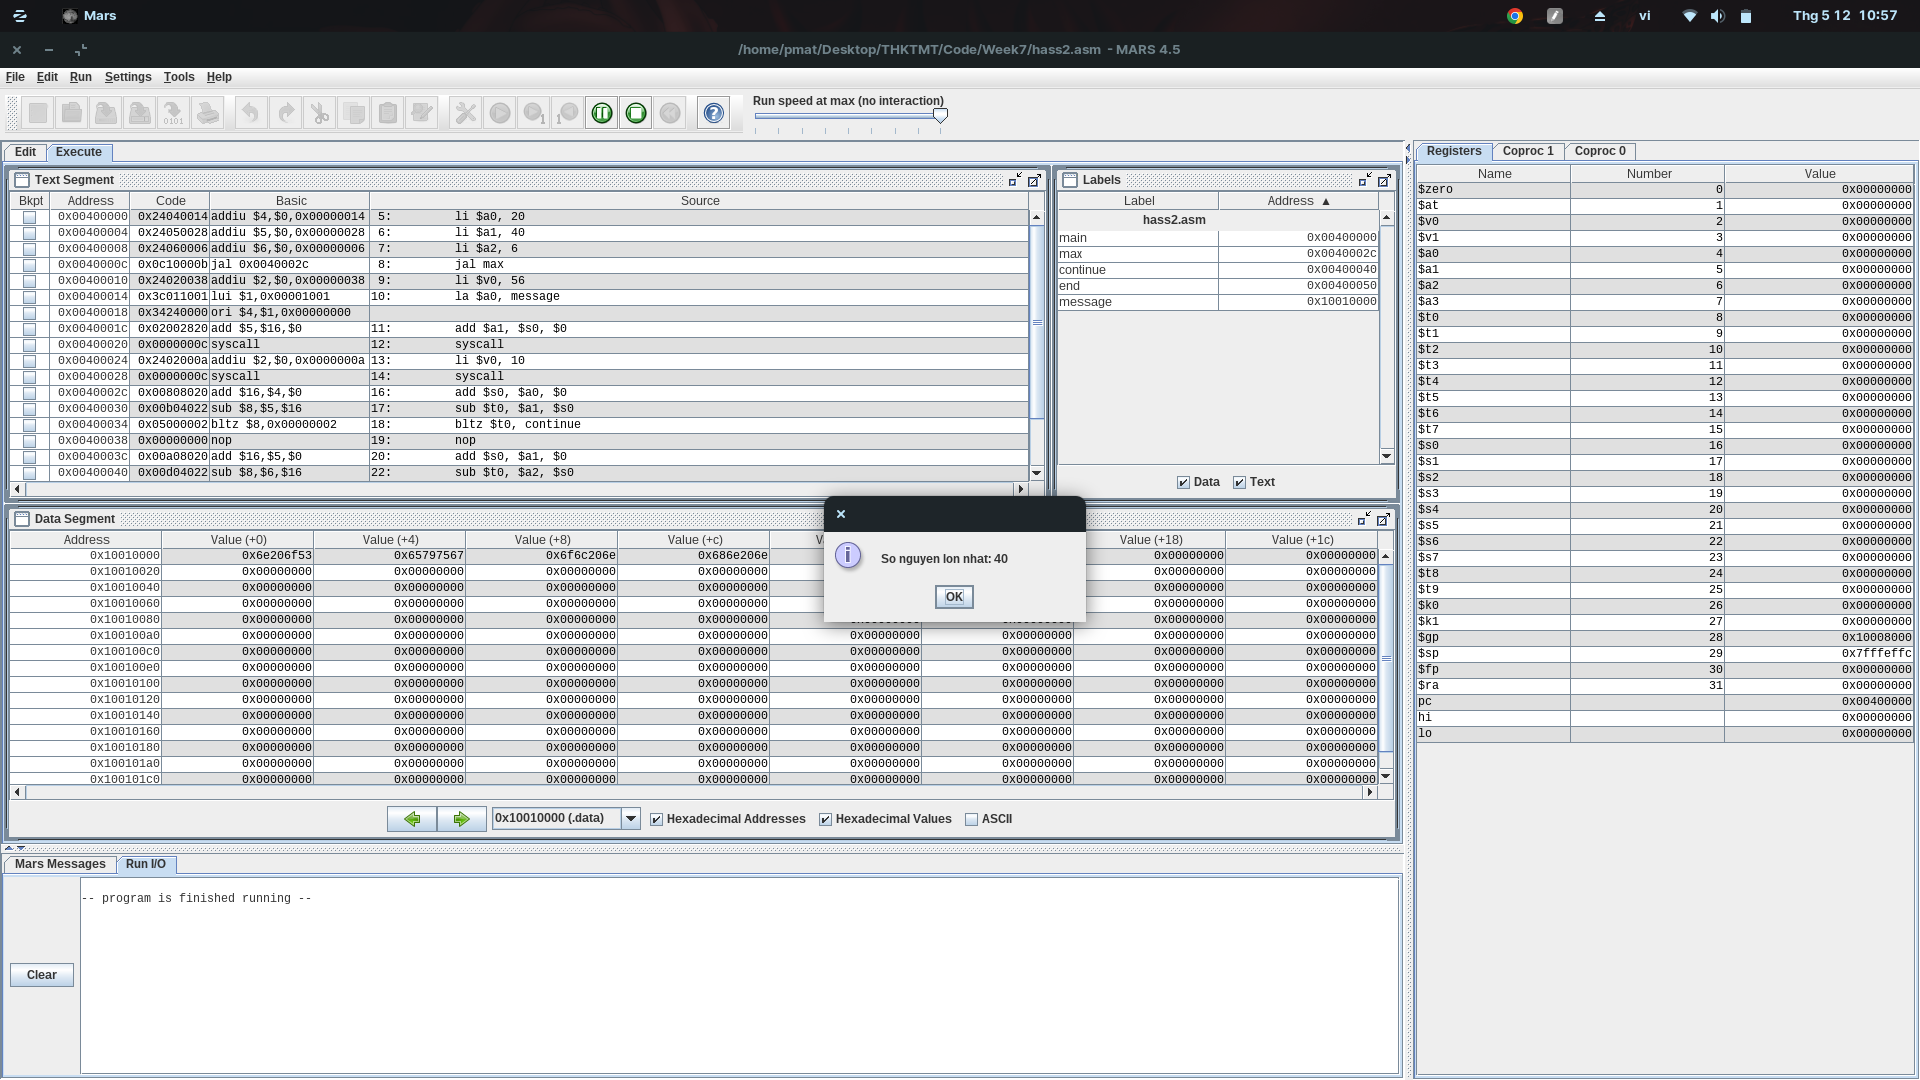 Mars
vi
Thg 5 12 10:57
/home/pmat/Desktop/THKTMT/Code/Week7/hass2.asm - MARS 4.5
File Edit Run Settings Tools Help
Run speed at max (no interaction)
Edit Execute
Text Segment
Bkpt Address Code Basic Source
0x00400000 0x24040014 addiu $4,$0,0x00000014 5: li $a0, 20
0x00400004 0x24050028 addiu $5,$0,0x00000028 6: li $a1, 40
0x00400008 0x24060006 addiu $6,$0,0x00000006 7: li $a2, 6
0x0040000c 0x0c10000b jal 0x0040002c 8: jal max
0x00400010 0x24020038 addiu $2,$0,0x00000038 9: li $v0, 56
0x00400014 0x3c011001 lui $1,0x00001001 10: la $a0, message
0x00400018 0x34240000 ori $4,$1,0x00000000
0x0040001c 0x02002820 add $5,$16,$0 11: add $a1, $s0, $0
0x00400020 0x0000000c syscall 12: syscall
0x00400024 0x2402000a addiu $2,$0,0x0000000a 13: li $v0, 10
0x00400028 0x0000000c syscall 14: syscall
0x0040002c 0x00808020 add $16,$4,$0 16: add $s0, $a0, $0
0x00400030 0x00b04022 sub $8,$5,$16 17: sub $t0, $a1, $s0
0x00400034 0x05000002 bltz $8,0x00000002 18: bltz $t0, continue
0x00400038 0x00000000 nop 19: nop
0x0040003c 0x00a08020 add $16,$5,$0 20: add $s0, $a1, $0
0x00400040 0x00d04022 sub $8,$6,$16 22: sub $t0, $a2, $s0
Labels
Label Address ▲
hass2.asm
main 0x00400000
max 0x0040002c
continue 0x00400040
end 0x00400050
message 0x10010000
Data Text
Data Segment
Address Value (+0) Value (+4) Value (+8) Value (+c) Value (+18) Value (+1c)
0x10010000 0x6e206f53 0x65797567 0x6f6c206e 0x686e206e 0x00000000 0x00000000
0x10010020 0x00000000 0x00000000 0x00000000 0x00000000 0x00000000 0x00000000
0x10010040 0x00000000 0x00000000 0x00000000 0x00000000 0x00000000 0x00000000
0x10010060 0x00000000 0x00000000 0x00000000 0x00000000 0x00000000 0x00000000
0x10010080 0x00000000 0x00000000 0x00000000 0x00000000 0x00000000 0x00000000
0x100100a0 0x00000000 0x00000000 0x00000000 0x00000000 0x00000000 0x00000000 0x00000000 0x00000000
0x100100c0 0x00000000 0x00000000 0x00000000 0x00000000 0x00000000 0x00000000 0x00000000 0x00000000
0x100100e0 0x00000000 0x00000000 0x00000000 0x00000000 0x00000000 0x00000000 0x00000000 0x00000000
0x10010100 0x00000000 0x00000000 0x00000000 0x00000000 0x00000000 0x00000000 0x00000000 0x00000000
0x10010120 0x00000000 0x00000000 0x00000000 0x00000000 0x00000000 0x00000000 0x00000000 0x00000000
0x10010140 0x00000000 0x00000000 0x00000000 0x00000000 0x00000000 0x00000000 0x00000000 0x00000000
0x10010160 0x00000000 0x00000000 0x00000000 0x00000000 0x00000000 0x00000000 0x00000000 0x00000000
0x10010180 0x00000000 0x00000000 0x00000000 0x00000000 0x00000000 0x00000000 0x00000000 0x00000000
0x100101a0 0x00000000 0x00000000 0x00000000 0x00000000 0x00000000 0x00000000 0x00000000 0x00000000
0x100101c0 0x00000000 0x00000000 0x00000000 0x00000000 0x00000000 0x00000000 0x00000000 0x00000000
So nguyen lon nhat: 40
OK
0x10010000 (.data) Hexadecimal Addresses Hexadecimal Values ASCII
Mars Messages Run I/O
-- program is finished running --
Clear
Registers Coproc 1 Coproc 0
Name Number Value
$zero 0 0x00000000
$at 1 0x00000000
$v0 2 0x00000000
$v1 3 0x00000000
$a0 4 0x00000000
$a1 5 0x00000000
$a2 6 0x00000000
$a3 7 0x00000000
$t0 8 0x00000000
$t1 9 0x00000000
$t2 10 0x00000000
$t3 11 0x00000000
$t4 12 0x00000000
$t5 13 0x00000000
$t6 14 0x00000000
$t7 15 0x00000000
$s0 16 0x00000000
$s1 17 0x00000000
$s2 18 0x00000000
$s3 19 0x00000000
$s4 20 0x00000000
$s5 21 0x00000000
$s6 22 0x00000000
$s7 23 0x00000000
$t8 24 0x00000000
$t9 25 0x00000000
$k0 26 0x00000000
$k1 27 0x00000000
$gp 28 0x10008000
$sp 29 0x7fffeffc
$fp 30 0x00000000
$ra 31 0x00000000
pc 0x00400000
hi 0x00000000
lo 0x00000000